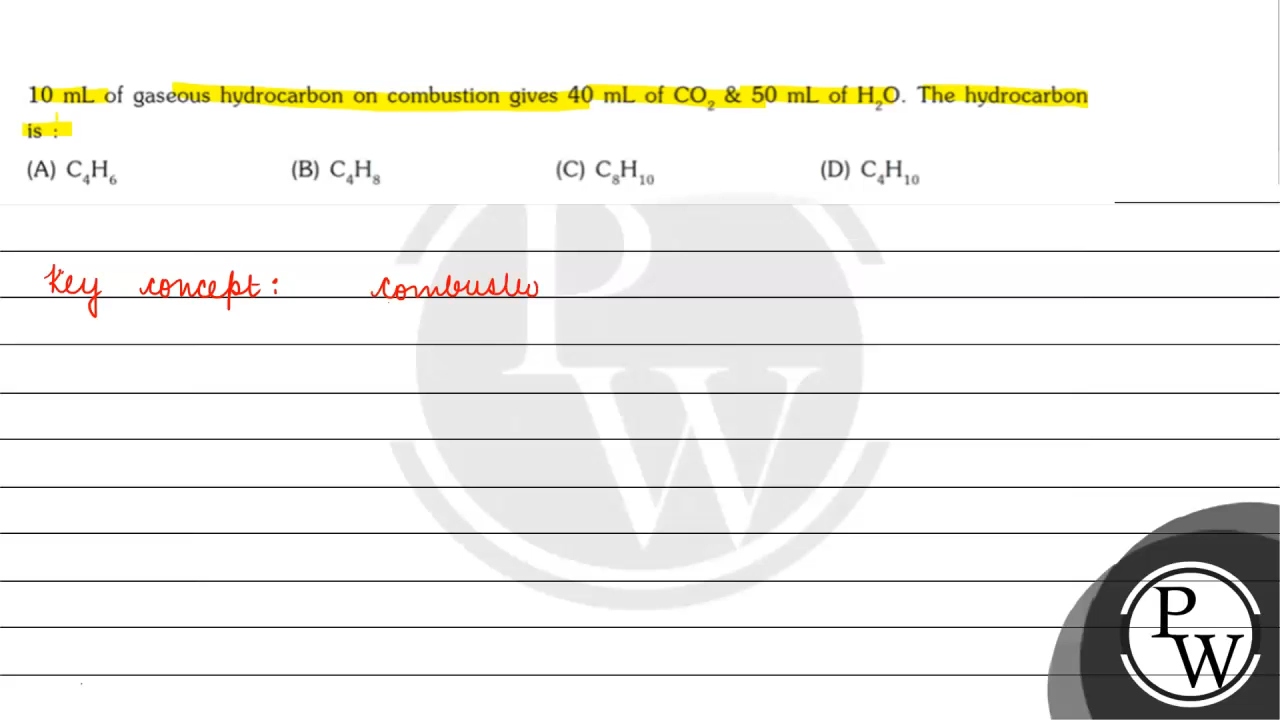 10 mL of gaseous hydrocarbon on combustion gives 40 mL of CO₂ & 50 mL of H₂O. The hydrocarbon
is :
(A) C₄H₆ (B) C₄H₈ (C) C₈H₁₀ (D) C₄H₁₀
Key concept: combustio
P
W
P
W